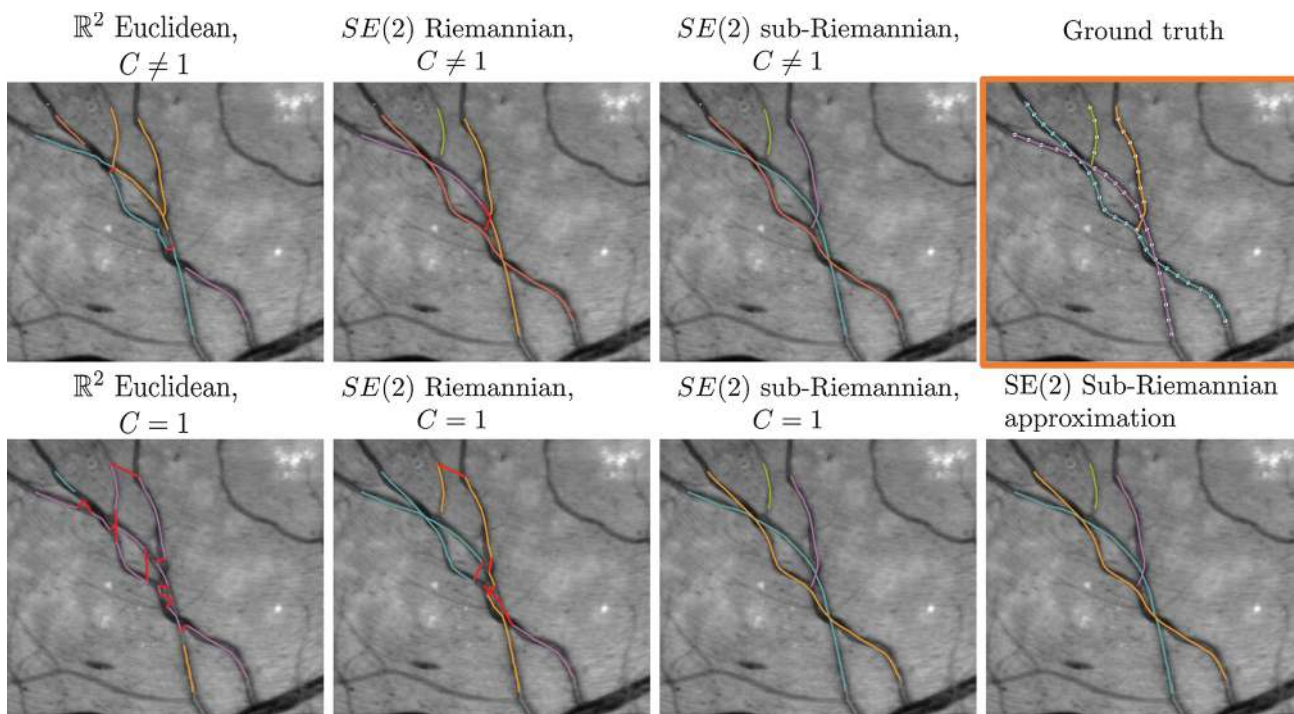 ℝ² Euclidean,
C ≠ 1
SE(2) Riemannian,
C ≠ 1
SE(2) sub-Riemannian,
C ≠ 1
Ground truth
ℝ² Euclidean,
C = 1
SE(2) Riemannian,
C = 1
SE(2) sub-Riemannian,
C = 1
SE(2) Sub-Riemannian
approximation